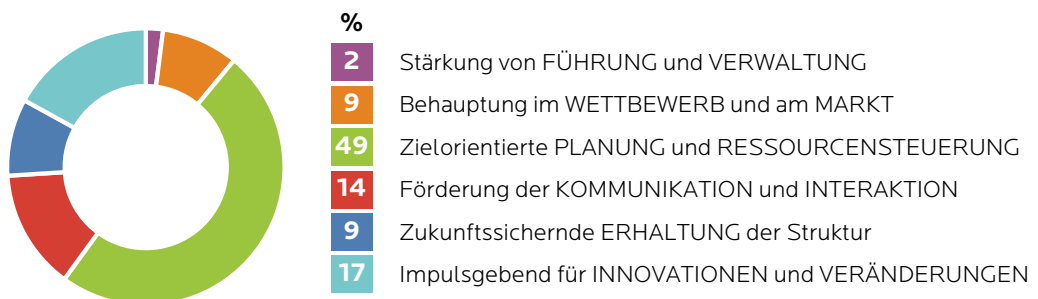 %
2 Stärkung von FÜHRUNG und VERWALTUNG
9 Behauptung im WETTBEWERB und am MARKT
49 Zielorientierte PLANUNG und RESSOURCENSTEUERUNG
14 Förderung der KOMMUNIKATION und INTERAKTION
9 Zukunftssichernde ERHALTUNG der Struktur
17 Impulsgebend für INNOVATIONEN und VERÄNDERUNGEN